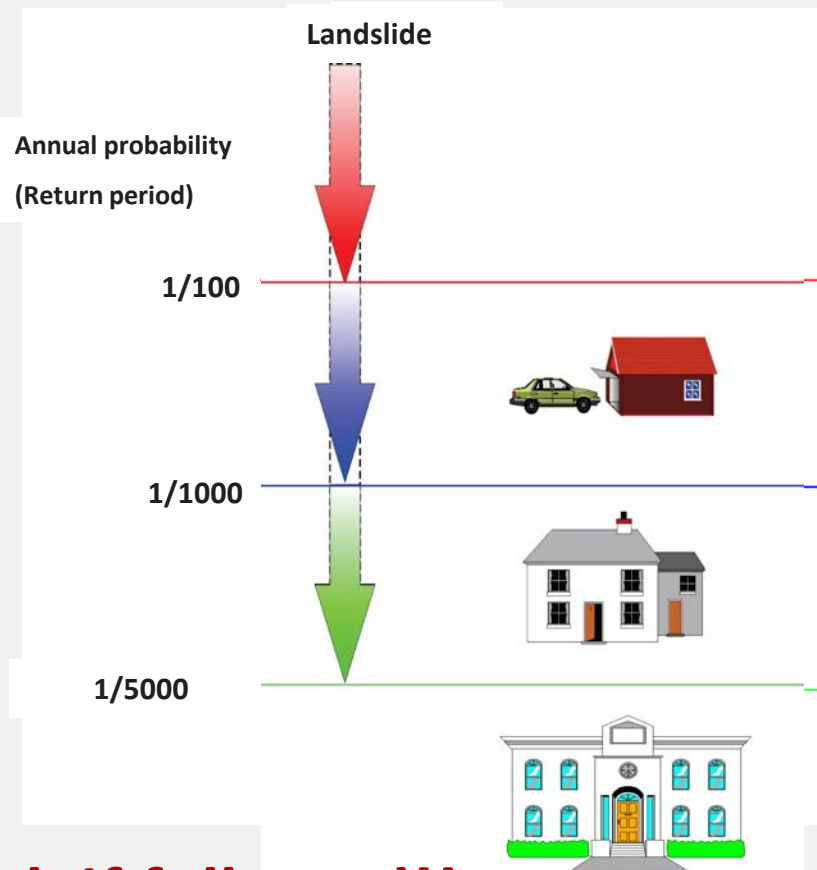 Landslide
Annual probability
(Return period)
1/100
1/1000
1/5000